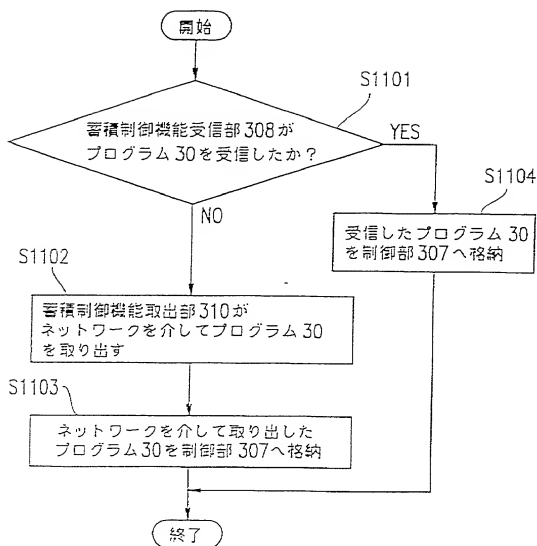 開始
S1101
蓄積制御機能受信部308が
プログラム30を受信したか?
YES
NO
S1104
受信したプログラム30
を制御部307へ格納
S1102
蓄積制御機能取出部310が
ネットワークを介してプログラム30
を取り出す
S1103
ネットワークを介して取り出した
プログラム30を制御部307へ格納
終了